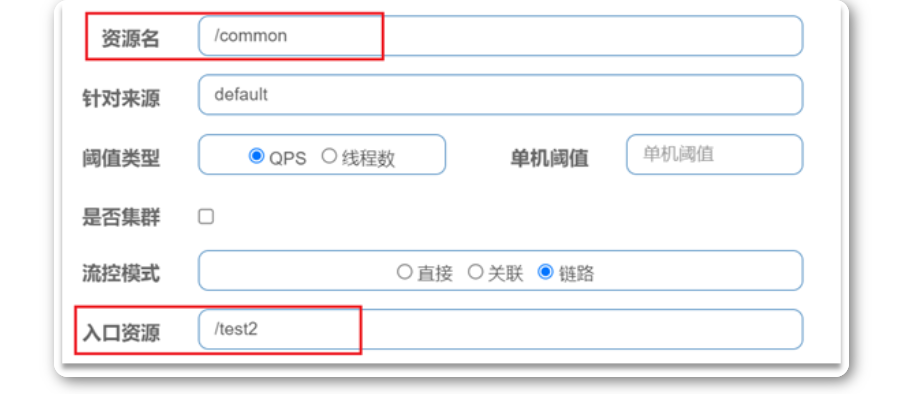 资源名 /common
针对来源 default
阈值类型 QPS 线程数 单机阈值 单机阈值
是否集群
流控模式 直接 关联 链路
入口资源 /test2